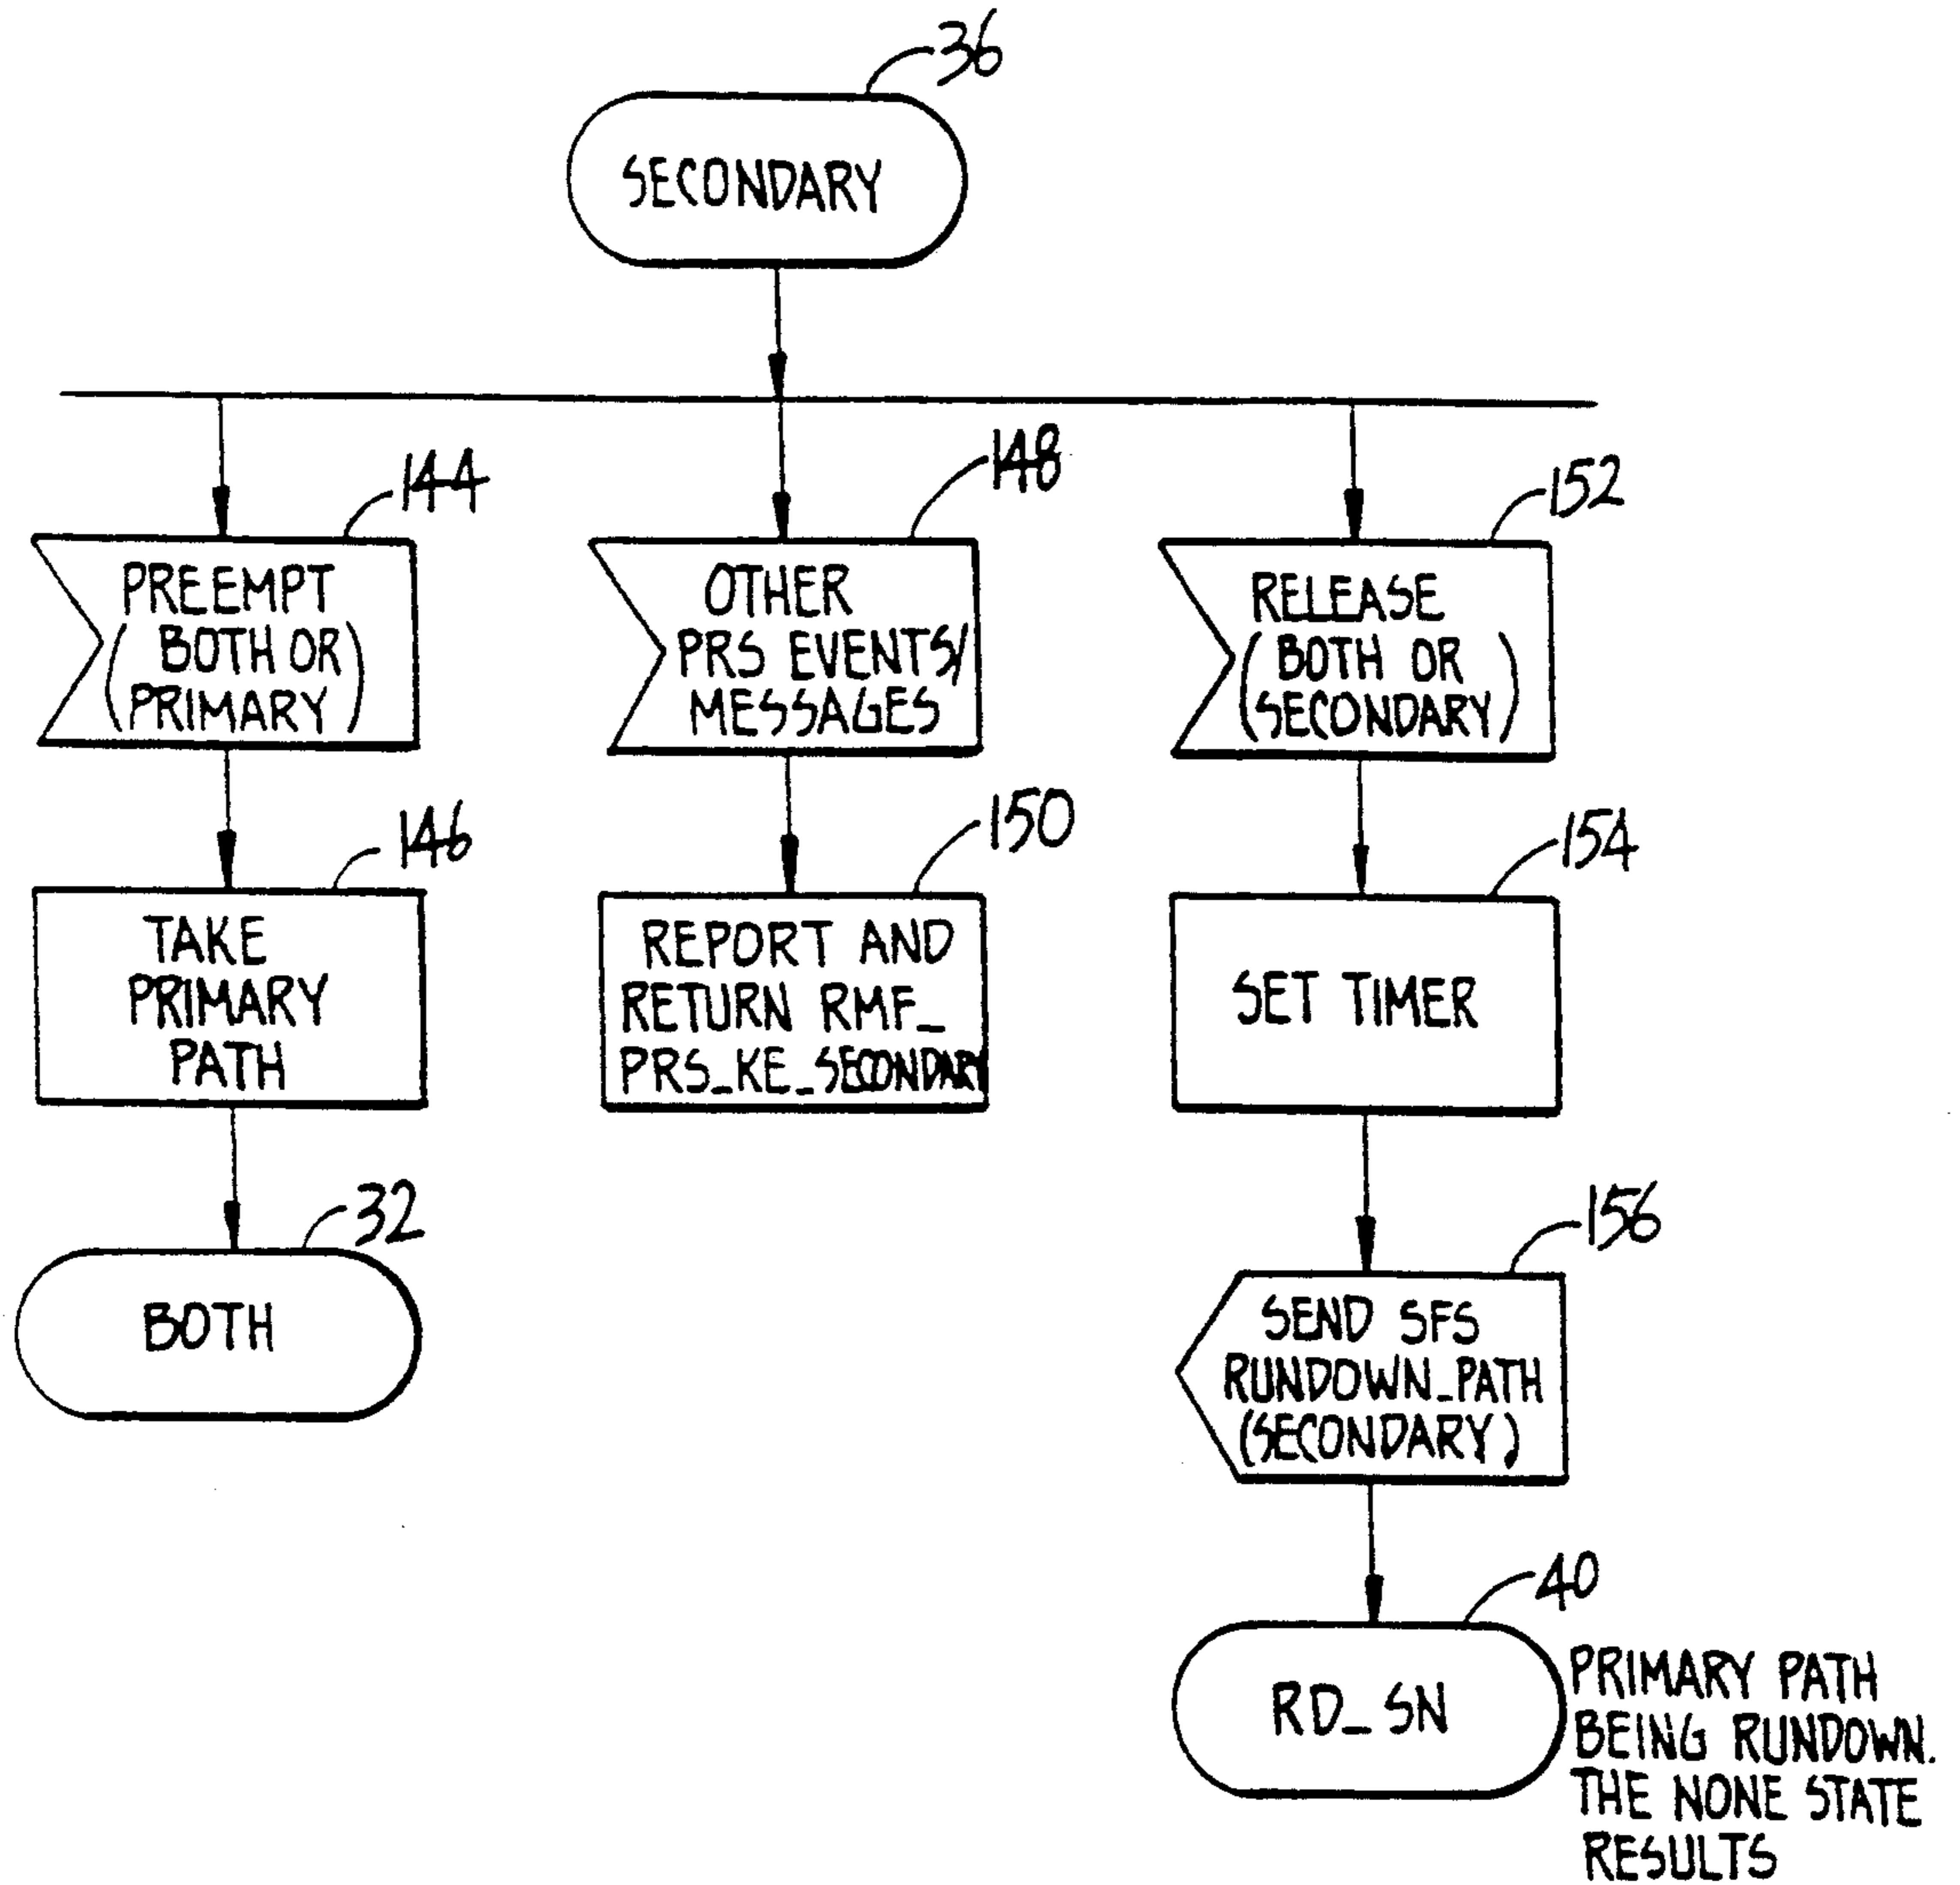 36
SECONDARY
144
PREEMPT
( BOTH OR
PRIMARY )
146
TAKE
PRIMARY
PATH
32
BOTH
148
OTHER
PRS EVENTS/
MESSAGES
150
REPORT AND
RETURN RMF_
PRS_KE_SECONDARY
152
RELEASE
( BOTH OR
SECONDARY )
154
SET TIMER
156
SEND SFS
RUNDOWN_PATH
(SECONDARY)
40
RD_SN
PRIMARY PATH
BEING RUNDOWN.
THE NONE STATE
RESULTS